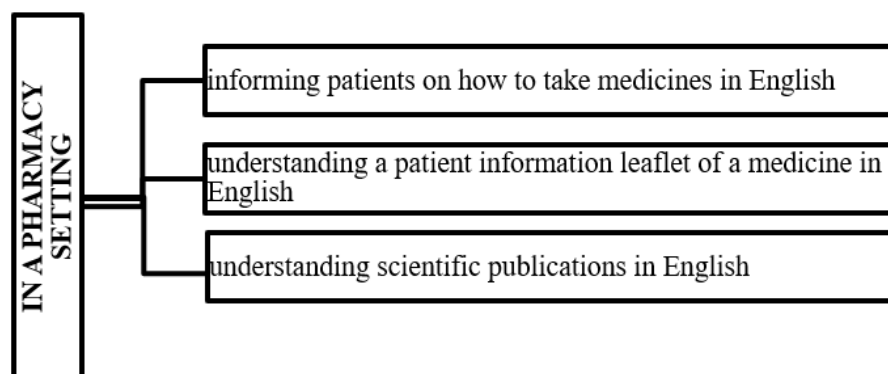 IN A PHARMACY
SETTING
informing patients on how to take medicines in English
understanding a patient information leaflet of a medicine in
English
understanding scientific publications in English